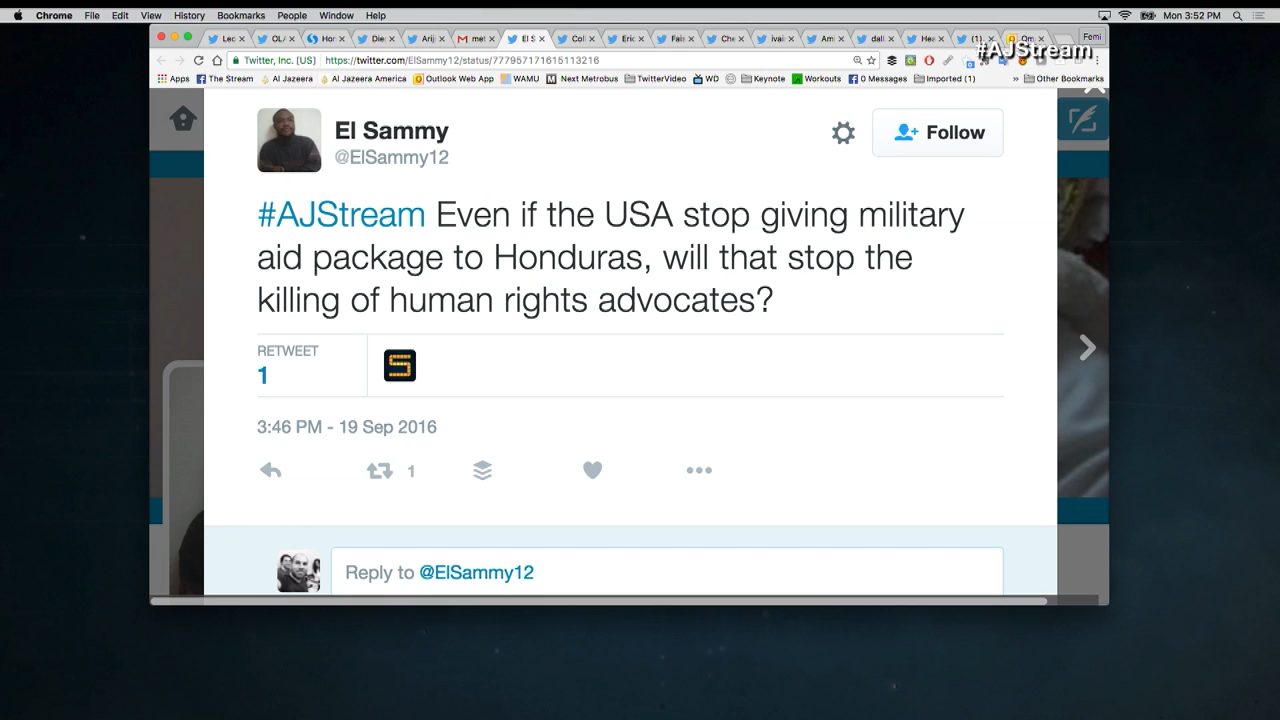 Chrome File Edit View History Bookmarks People Window Help
Mon 3:52 PM
El S
Femi
#AJStream
Twitter, Inc. [US] https://twitter.com/ElSammy12/status/777957171615113216
Apps The Stream Al Jazeera Al Jazeera America Outlook Web App WAMU Next Metrobus TwitterVideo WD Keynote Workouts 0 Messages Imported (1) » Other Bookmarks
El Sammy
@ElSammy12
Follow
#AJStream Even if the USA stop giving military
aid package to Honduras, will that stop the
killing of human rights advocates?
RETWEET
1
S
3:46 PM - 19 Sep 2016
1
Reply to @ElSammy12